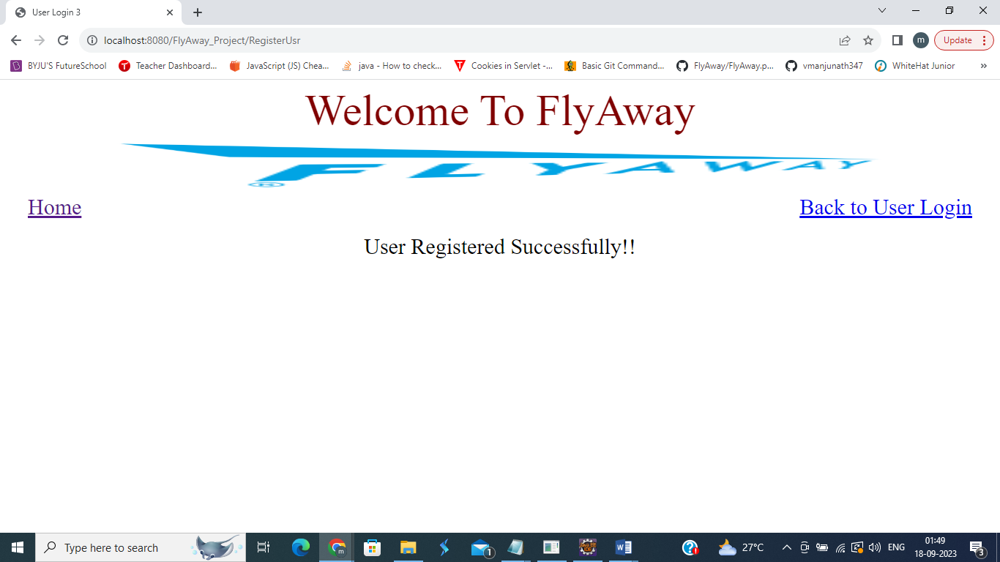 User Login 3
localhost:8080/FlyAway_Project/RegisterUsr
m
Update
BYJU'S FutureSchool
Teacher Dashboard...
JavaScript (JS) Chea...
java - How to check...
Cookies in Servlet -...
Basic Git Command...
FlyAway/FlyAway.p...
vmanjunath347
WhiteHat Junior
»
Welcome To FlyAway
FLYAWAY
®
Home
Back to User Login
User Registered Successfully!!
Type here to search
m
1
27°C
ENG
01:49
18-09-2023
3